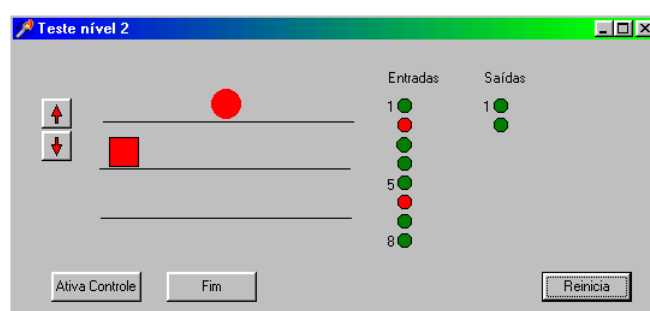 Teste nível 2
Entradas Saídas
1 1
5
8
Ativa Controle Fim Reinicia